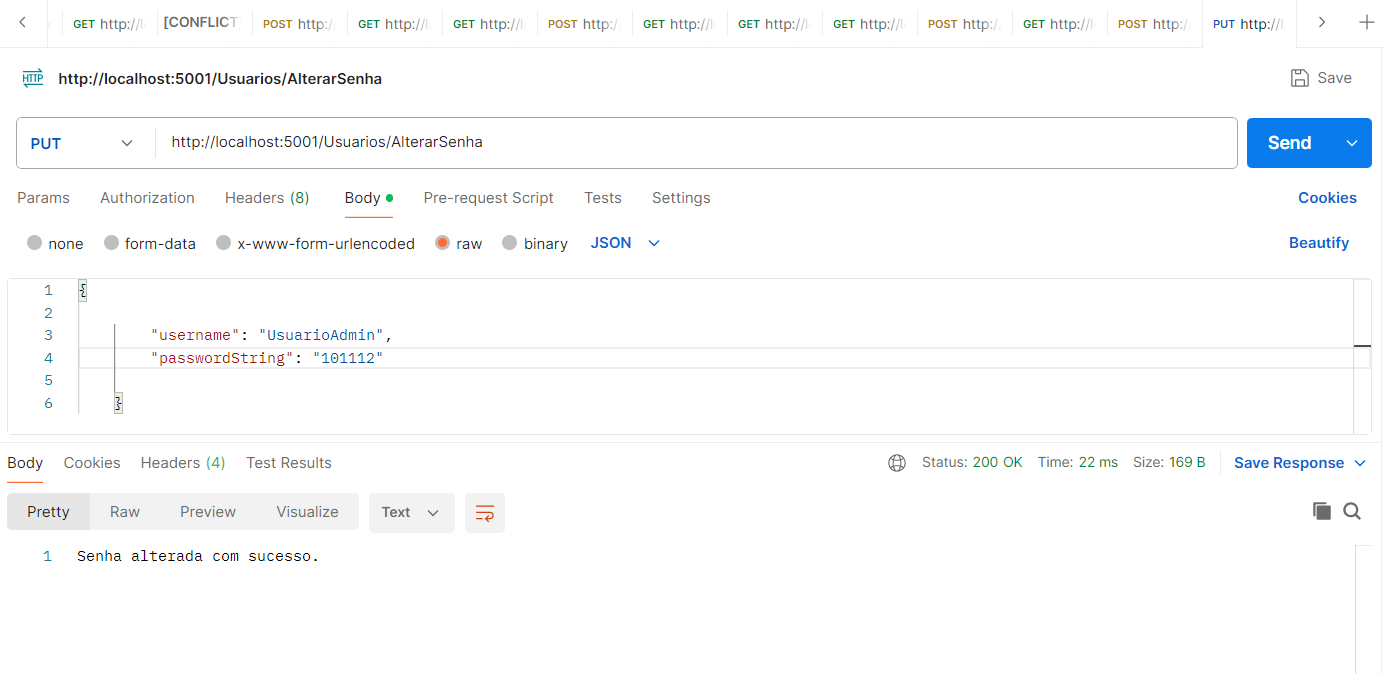 GET http://l [CONFLICT POST http:/ GET http://l GET http://l POST http:/ GET http://l GET http://l GET http://l POST http:/ GET http://l POST http:/ PUT http://l
HTTP http://localhost:5001/Usuarios/AlterarSenha Save
PUT http://localhost:5001/Usuarios/AlterarSenha Send
Params Authorization Headers (8) Body Pre-request Script Tests Settings Cookies
none form-data x-www-form-urlencoded raw binary JSON Beautify
1 {
2
3 "username": "UsuarioAdmin",
4 "passwordString": "101112"
5
6 }
Body Cookies Headers (4) Test Results Status: 200 OK Time: 22 ms Size: 169 B Save Response
Pretty Raw Preview Visualize Text
1 Senha alterada com sucesso.